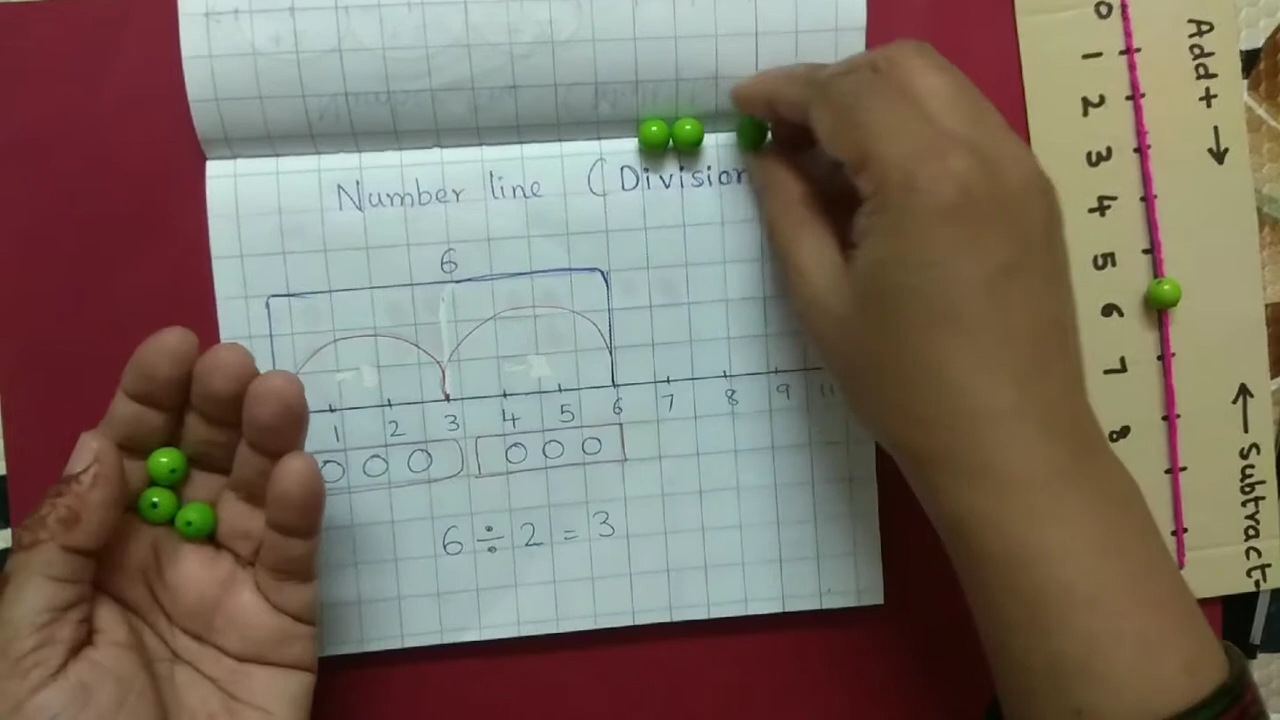 Number line (Division
6
1 2 3 4 5 6 7 8 9
6 ÷ 2 = 3
Add + →
0 1 2 3 4 5 6 7 8
← Subtract-